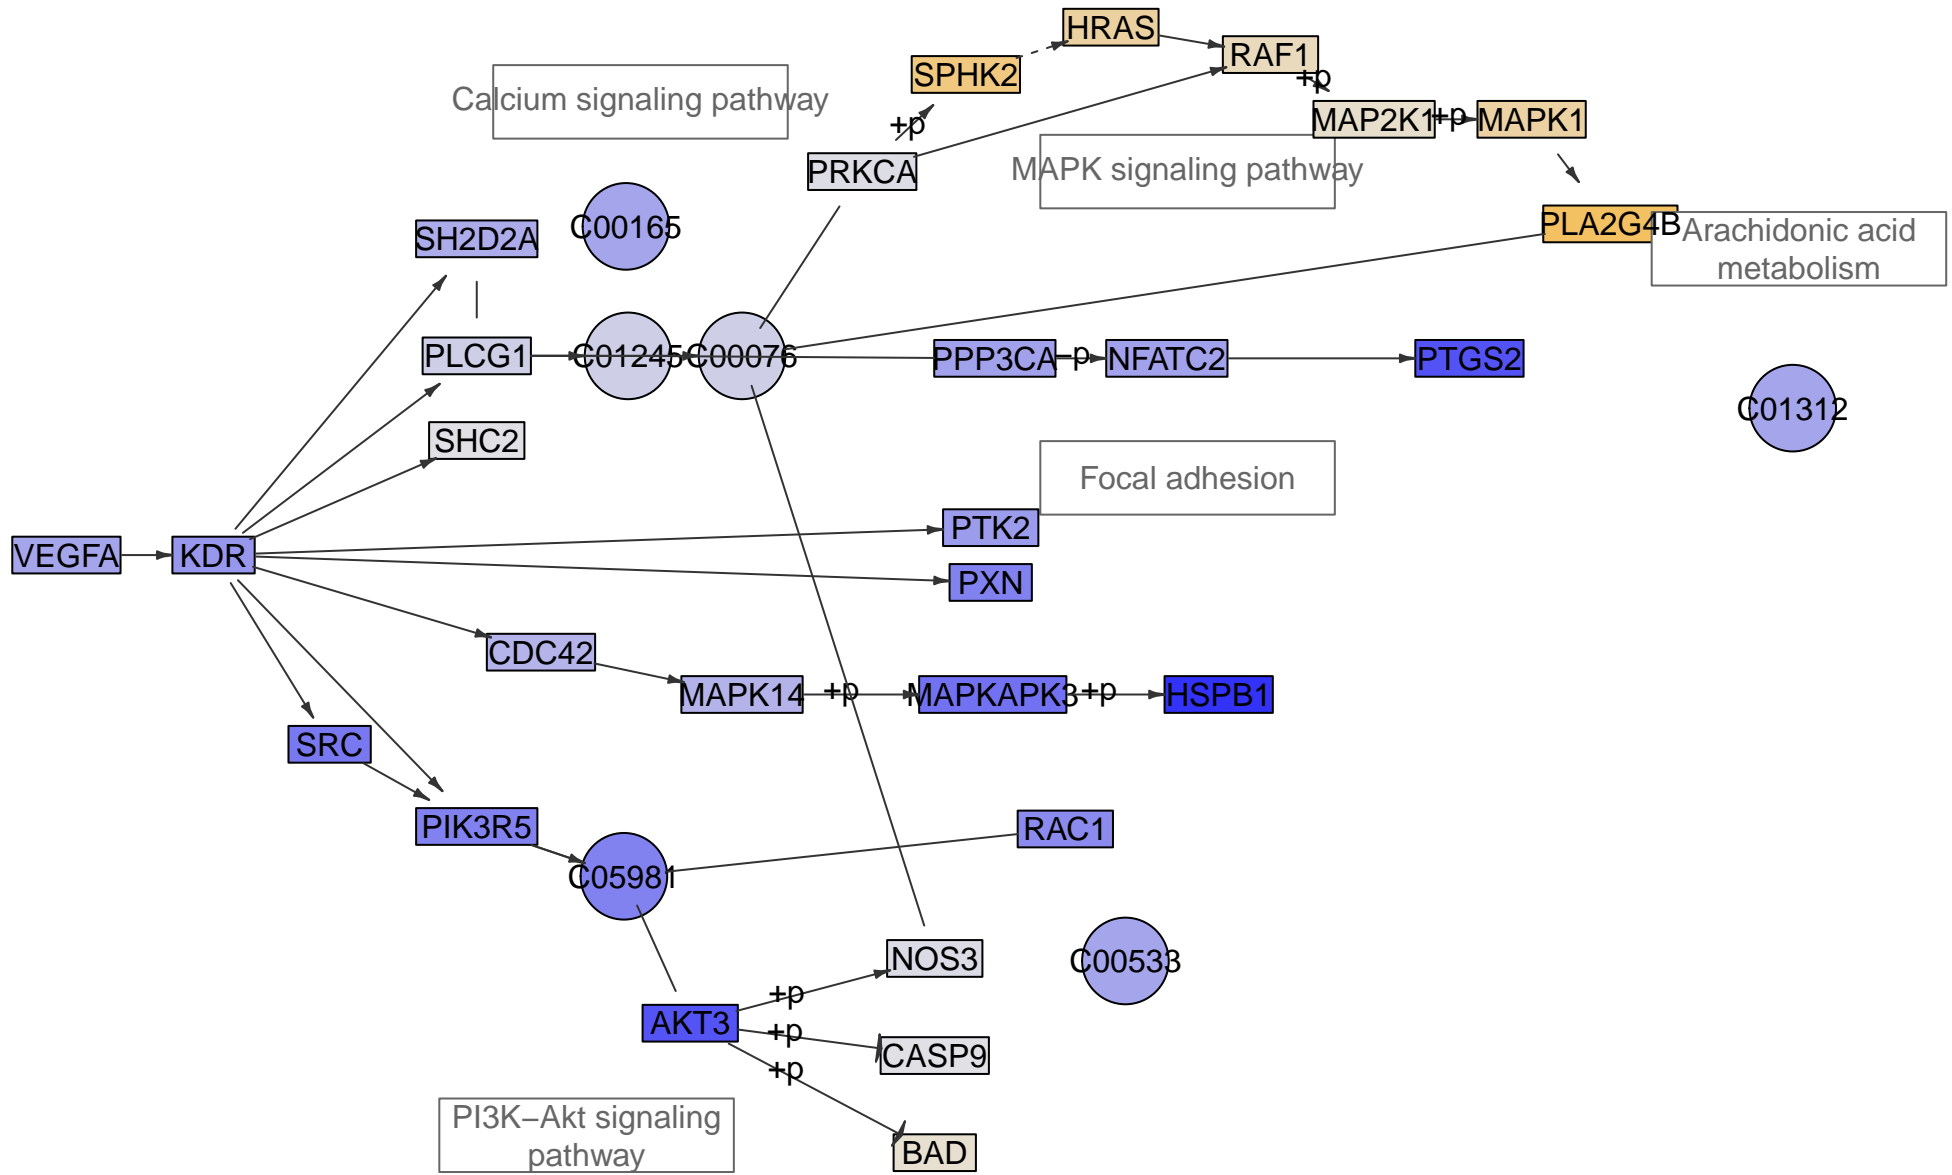 HRAS
RAF1
SPHK2
+p
Calcium signaling pathway
+p
MAP2K1
+p
MAPK1
PRKCA
MAPK signaling pathway
SH2D2A
C00165
PLA2G4B
Arachidonic acid
metabolism
PLCG1
C01245
C00076
PPP3CA
−p
NFATC2
PTGS2
C01312
SHC2
Focal adhesion
PTK2
VEGFA
KDR
PXN
CDC42
MAPK14
+p
MAPKAPK3
+p
HSPB1
SRC
PIK3R5
RAC1
C05981
NOS3
C00533
+p
AKT3
+p
CASP9
+p
PI3K−Akt signaling
pathway
BAD